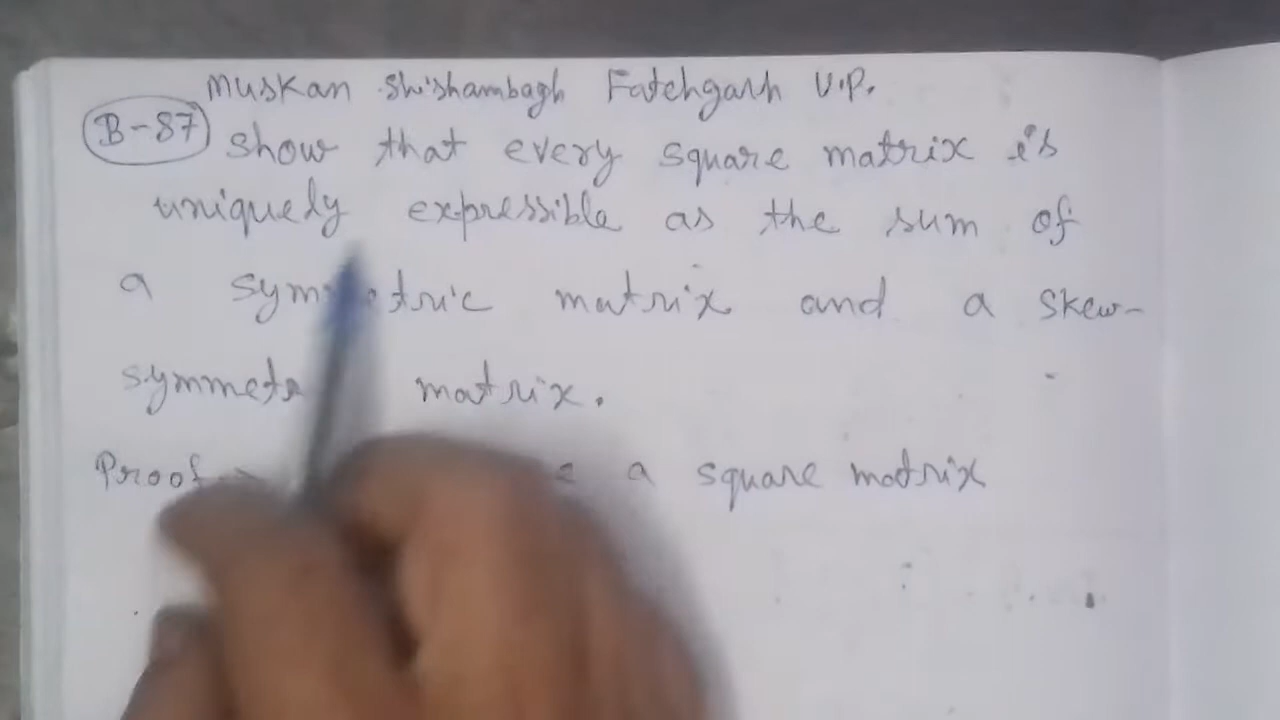 Muskan Shishambagh Fatehgarh U.P.
B-87 Show that every square matrix is
uniquely expressible as the sum of
a symmetric matrix and a skew-
matrix.
Proof a square matrix